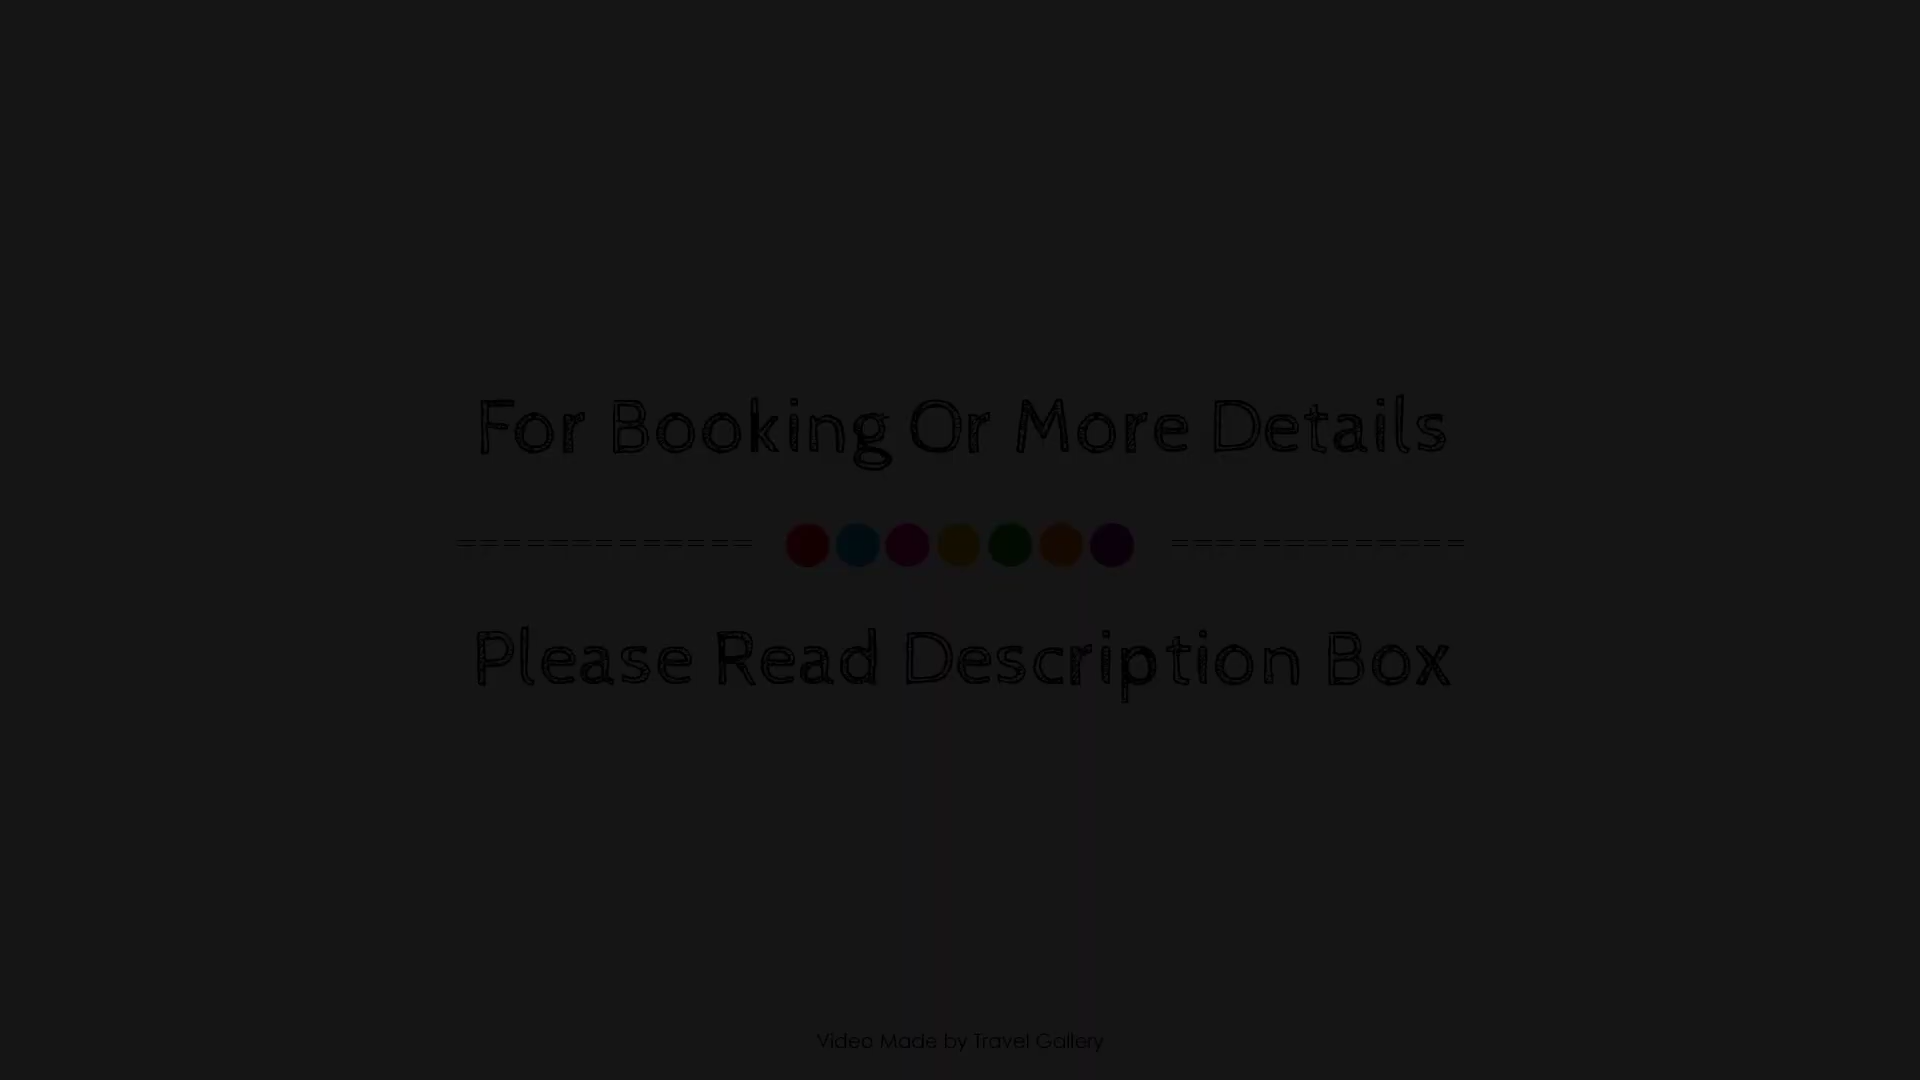 For Booking Or More Details
============= =============
Please Read Description Box
Video Made by Travel Gallery